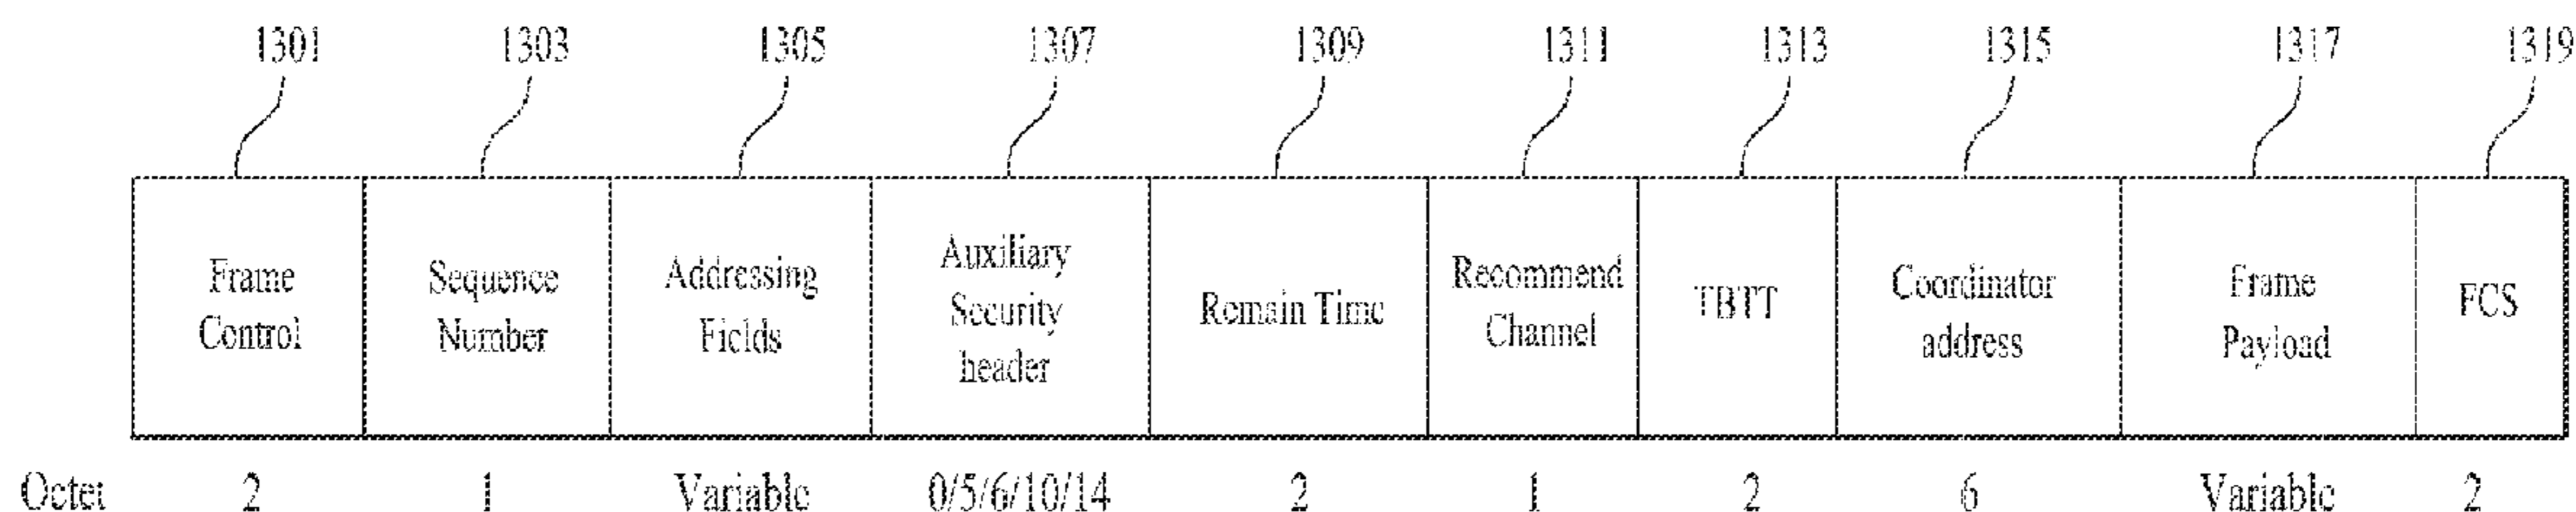 1301 1303 1305 1307 1309 1311 1313 1315 1317 1319
Frame Control
Sequence Number
Addressing Fields
Auxiliary Security header
Remain Time
Recommend Channel
TBTT
Coordinator address
Frame Payload
FCS
Octet 2 1 Variable 0/5/6/10/14 2 1 2 6 Variable 2